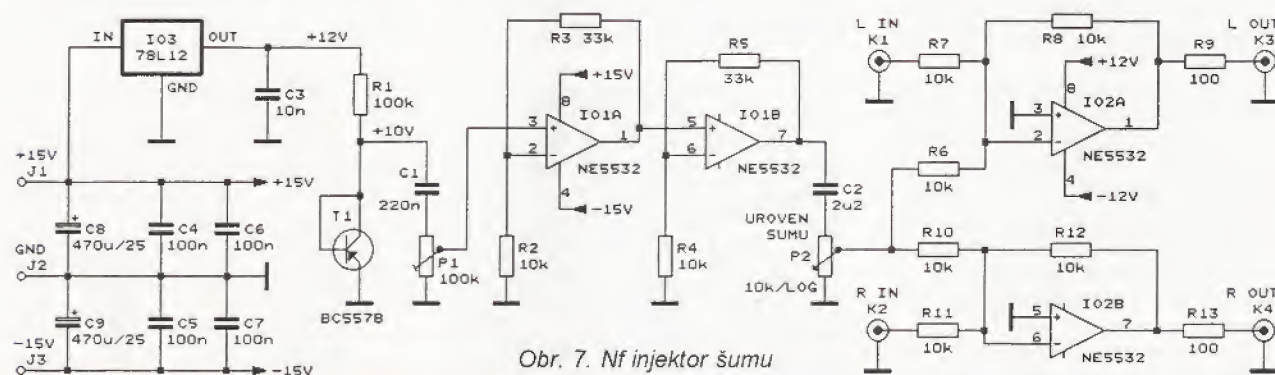 IN
IO3
78L12
OUT
GND
+12V
C3
10n
R1
100k
+10V
C1
220n
T1
BC557B
P1
100k
+15V
J1
+15V
C8
470u/25
C4
100n
C6
100n
GND
J2
C9
470u/25
C5
100n
C7
100n
-15V
J3
-15V
R3 33k
+15V
8
IO1A
3
+
2
-
1
4
NE5532
-15V
R2
10k
R5
33k
IO1B
5
+
6
-
7
NE5532
R4
10k
C2
2u2
UROVEN
SUMU
P2
10k/LOG
L IN
K1
R7
10k
R8 10k
+12V
8
IO2A
3
+
2
-
1
4
NE5532
-12V
R9
100
L OUT
K3
R6
10k
R10
10k
R12
10k
R IN
K2
R11
10k
IO2B
5
+
6
-
7
NE5532
R13
100
R OUT
K4
Obr. 7. Nf injektor šumu